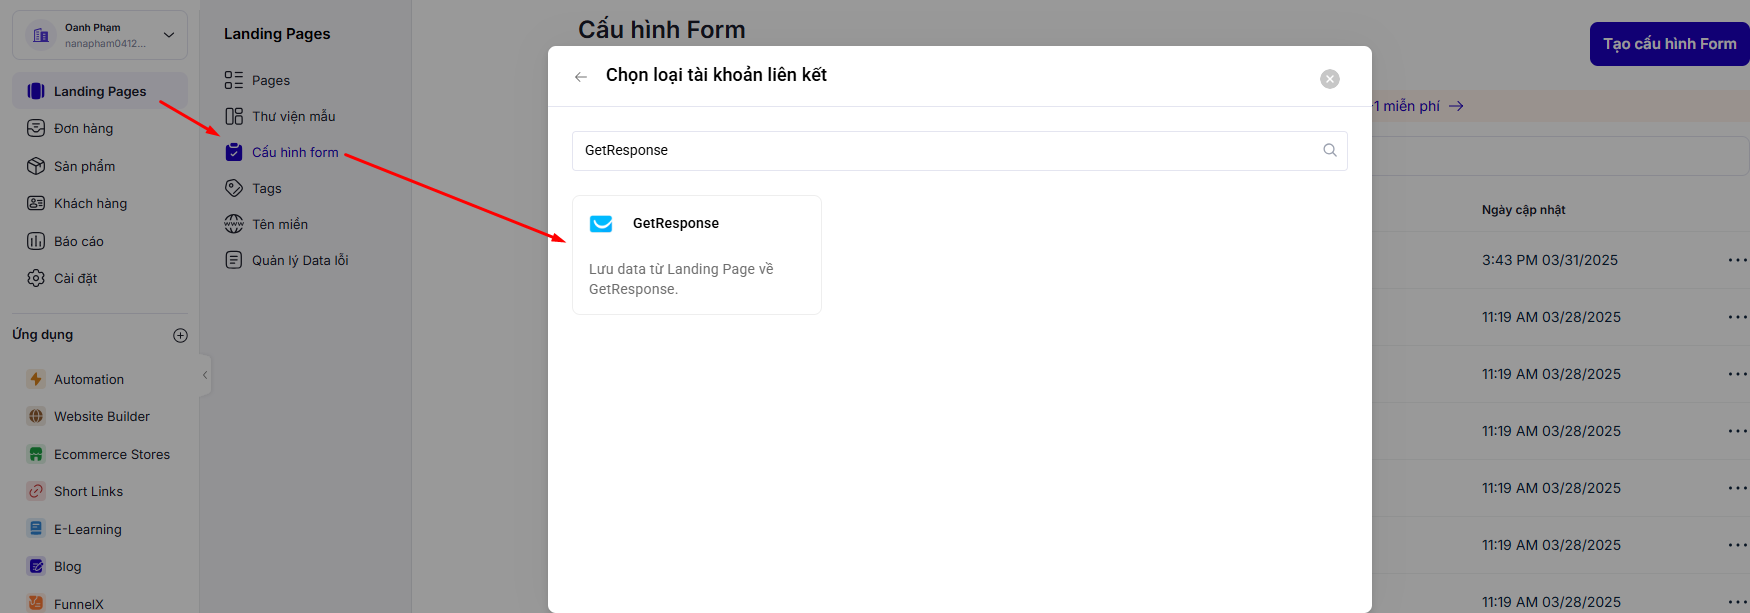 Oanh Phạm
nanapham0412...
Landing Pages
Đơn hàng
Sản phẩm
Khách hàng
Báo cáo
Cài đặt
Ứng dụng
Automation
Website Builder
Ecommerce Stores
Short Links
E-Learning
Blog
FunnelX
Landing Pages
Pages
Thư viện mẫu
Cấu hình form
Tags
Tên miền
Quản lý Data lỗi
Cấu hình Form
Tạo cấu hình Form
Chọn loại tài khoản liên kết
1 miễn phí
GetResponse
GetResponse
Lưu data từ Landing Page về
GetResponse.
Ngày cập nhật
3:43 PM 03/31/2025
11:19 AM 03/28/2025
11:19 AM 03/28/2025
11:19 AM 03/28/2025
11:19 AM 03/28/2025
11:19 AM 03/28/2025
11:19 AM 03/28/2025